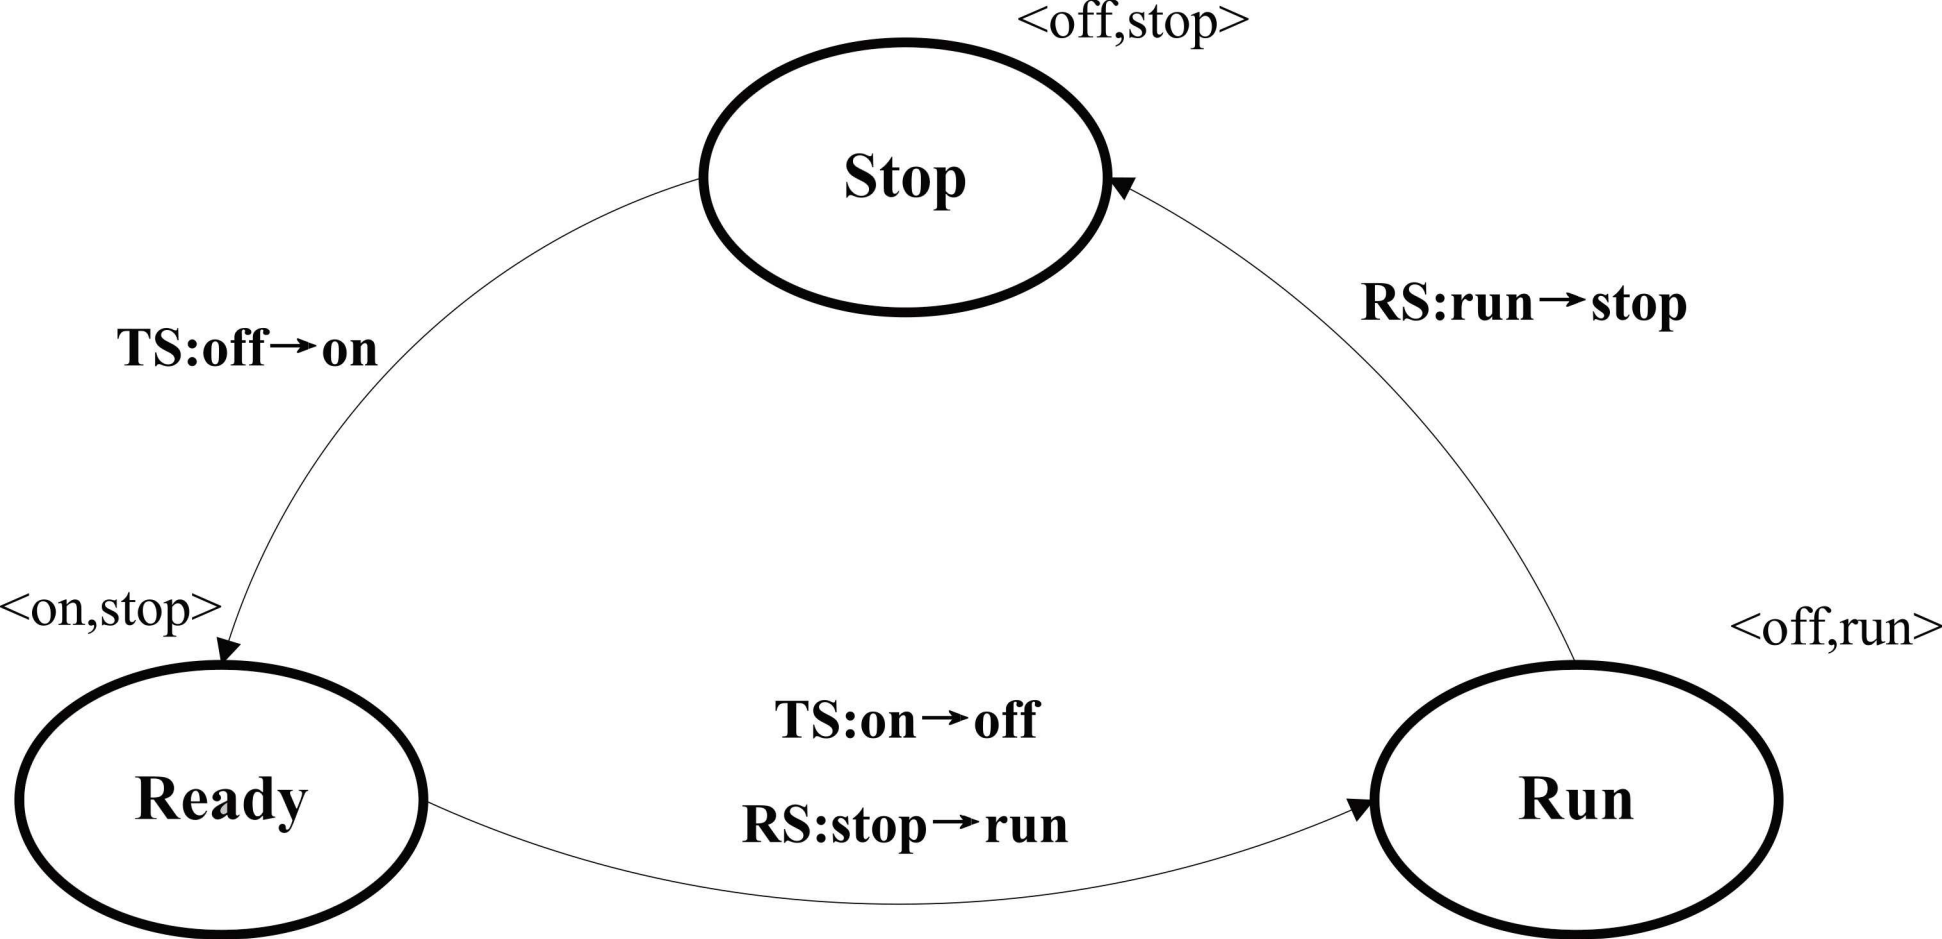 <off,stop>
Stop
RS:run→stop
TS:off→on
<on,stop>
<off,run>
TS:on→off
Ready
RS:stop→run
Run